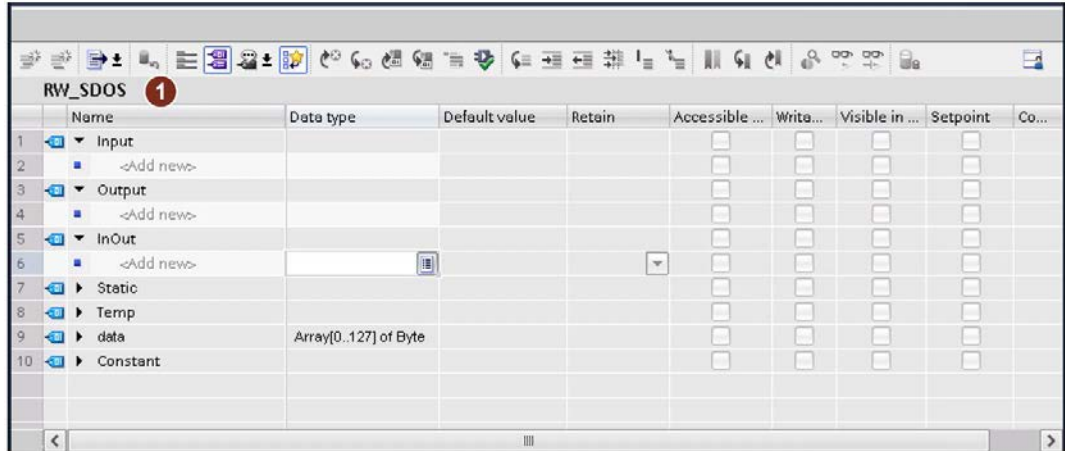 RW_SDOS 1
Name Data type Default value Retain Accessible ... Writa... Visible in ... Setpoint Co...
1 Input
2 <Add new>
3 Output
4 <Add new>
5 InOut
6 <Add new>
7 Static
8 Temp
9 data Array[0..127] of Byte
10 Constant